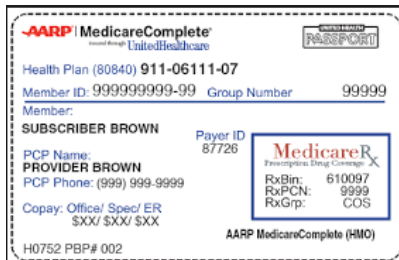 AARP | MedicareComplete®
insured through UnitedHealthcare
UNITED HEALTH
PASSPORT
Health Plan (80840) 911-06111-07
Member ID: 999999999-99 Group Number 99999
Member:
SUBSCRIBER BROWN
Payer ID
87726
PCP Name:
PROVIDER BROWN
PCP Phone: (999) 999-9999
MedicareRx
Prescription Drug Coverage
RxBin: 610097
RxPCN: 9999
RxGrp: COS
Copay: Office/ Spec/ ER
$XX/ $XX/ $XX
AARP MedicareComplete (HMO)
H0752 PBP# 002